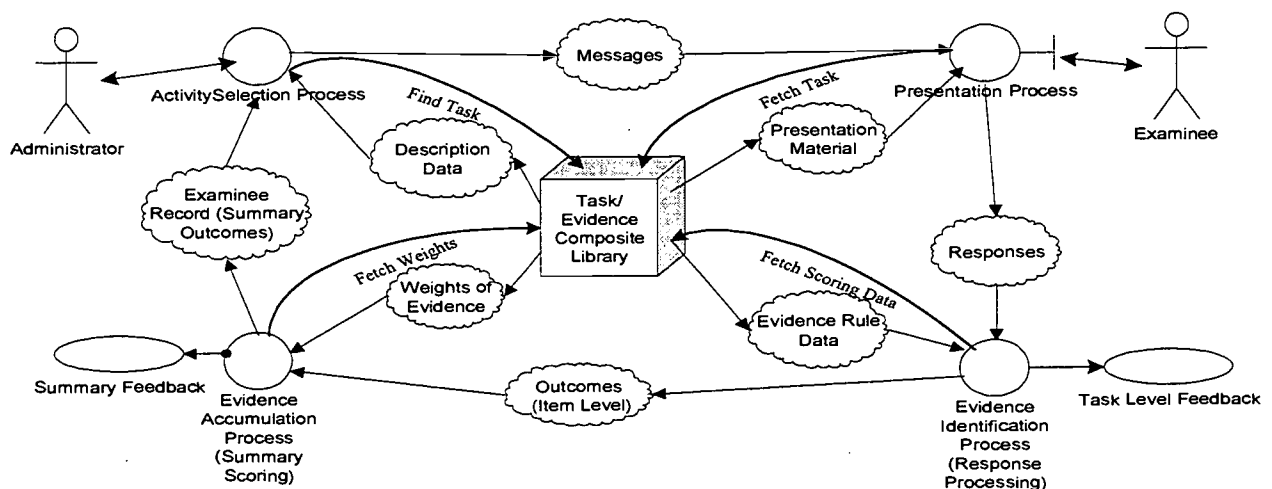 Messages
ActivitySelection Process
Presentation Process
Administrator
Examinee
Find Task
Fetch Task
Description
Data
Presentation
Material
Examinee
Record (Summary
Outcomes)
Task/
Evidence
Composite
Library
Responses
Fetch Weights
Fetch Scoring Data
Weights of
Evidence
Evidence Rule
Data
Summary Feedback
Outcomes
(Item Level)
Task Level Feedback
Evidence
Accumulation
Process
(Summary
Scoring)
Evidence
Identification
Process
(Response
Processing)